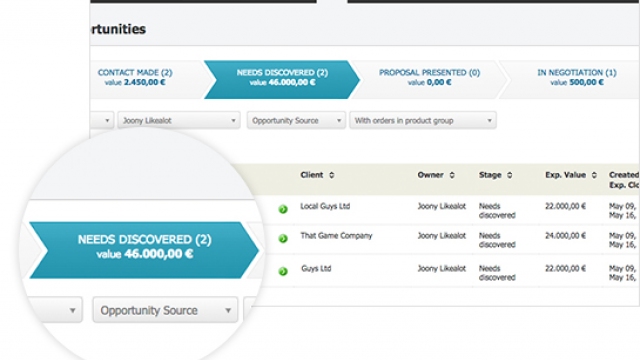 rtunities
CONTACT MADE (2)
value 2.450,00 €
NEEDS DISCOVERED (2)
value 46.000,00 €
PROPOSAL PRESENTED (0)
value 0,00 €
IN NEGOTIATION (1)
value 500,00 €
Joony Likealot
Opportunity Source
With orders in product group
Client Owner Stage Exp. Value Created
Exp. Clo
Local Guys Ltd Joony Likealot Needs discovered 22.000,00 € May 09,
May 16,
That Game Company Joony Likealot Needs discovered 24.000,00 € May 09,
May 16,
Guys Ltd Joony Likealot Needs discovered 22.000,00 € May 09,
May 16,
NEEDS DISCOVERED (2)
value 46.000,00 €
Opportunity Source